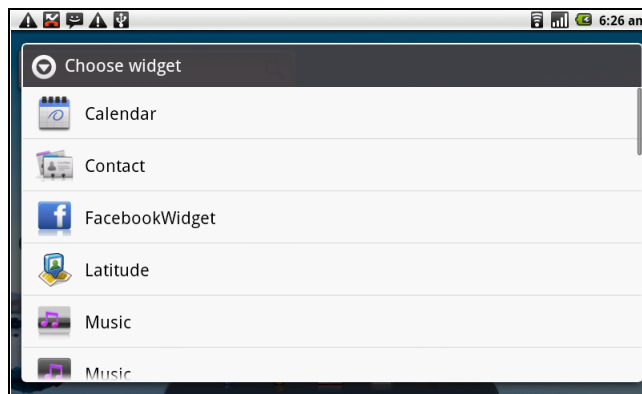 6:26 am
Choose widget
Calendar
Contact
FacebookWidget
Latitude
Music
Music